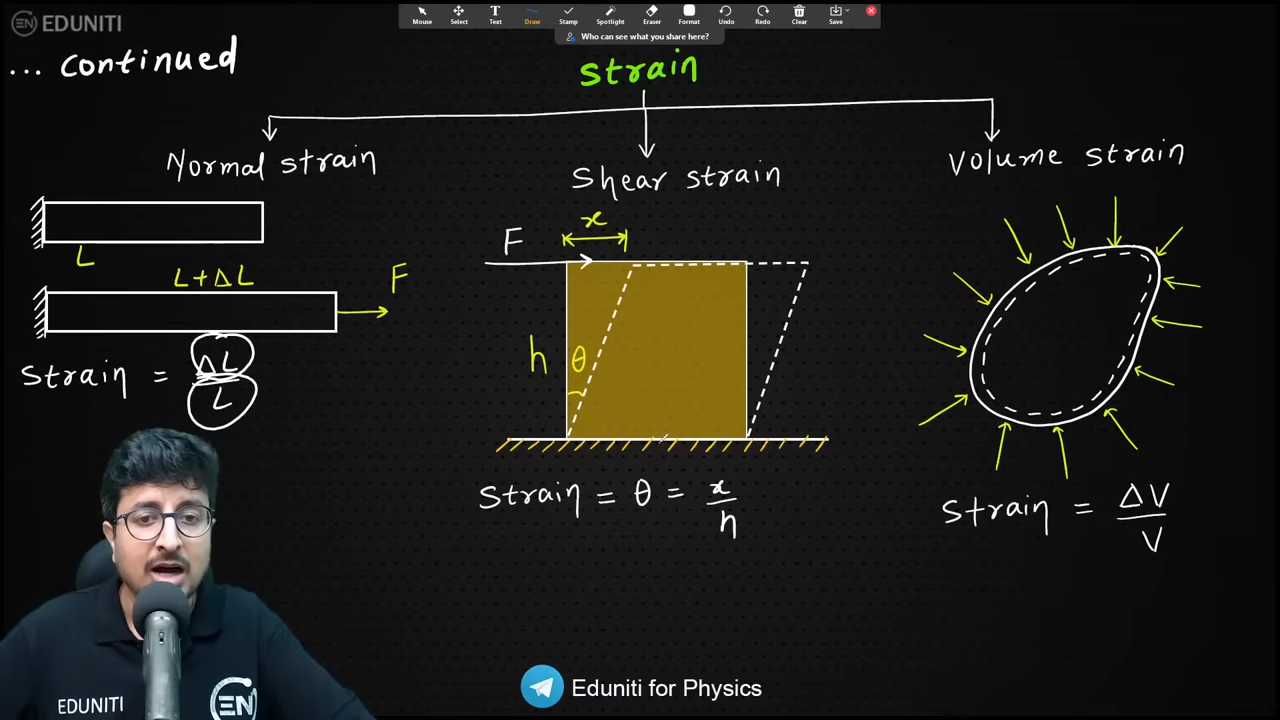 EDUNITI
Mouse Select Text Draw Stamp Spotlight Eraser Format Undo Redo Clear Save
Who can see what you share here?
... continued
Strain
Normal strain
Shear strain
Volume strain
L
L + ΔL
F
Strain = ΔL / L
F
x
h
θ
Strain = θ = x / h
Strain = ΔV / V
EDUNITI
EN
Eduniti for Physics